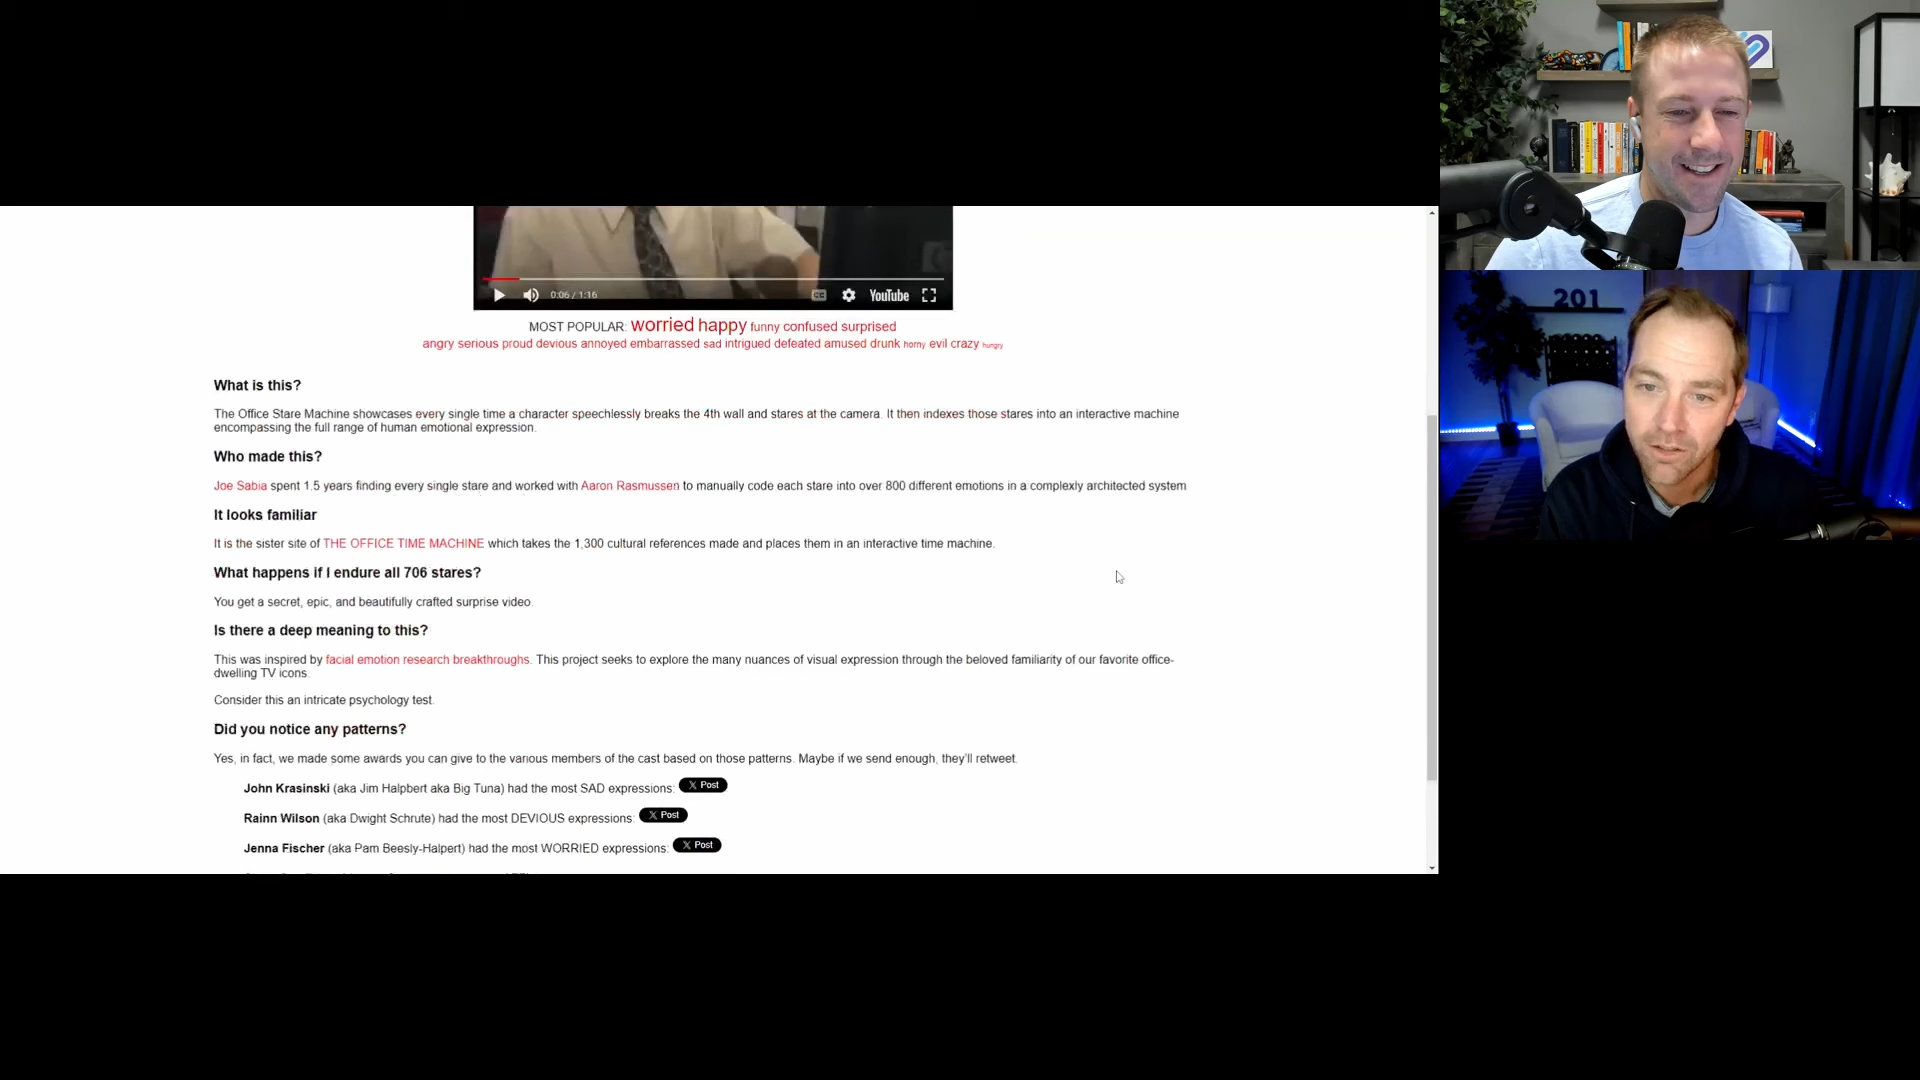 0:06 / 1:16
CC
YouTube
MOST POPULAR: worried happy funny confused surprised
angry serious proud devious annoyed embarrassed sad intrigued defeated amused drunk horny evil crazy hungry
What is this?
The Office Stare Machine showcases every single time a character speechlessly breaks the 4th wall and stares at the camera. It then indexes those stares into an interactive machine
encompassing the full range of human emotional expression.
Who made this?
Joe Sabia spent 1.5 years finding every single stare and worked with Aaron Rasmussen to manually code each stare into over 800 different emotions in a complexly architected system
It looks familiar
It is the sister site of THE OFFICE TIME MACHINE which takes the 1,300 cultural references made and places them in an interactive time machine.
What happens if I endure all 706 stares?
You get a secret, epic, and beautifully crafted surprise video.
Is there a deep meaning to this?
This was inspired by facial emotion research breakthroughs. This project seeks to explore the many nuances of visual expression through the beloved familiarity of our favorite office-
dwelling TV icons.
Consider this an intricate psychology test.
Did you notice any patterns?
Yes, in fact, we made some awards you can give to the various members of the cast based on those patterns. Maybe if we send enough, they'll retweet.
John Krasinski (aka Jim Halpbert aka Big Tuna) had the most SAD expressions: X Post
Rainn Wilson (aka Dwight Schrute) had the most DEVIOUS expressions: X Post
Jenna Fischer (aka Pam Beesly-Halpert) had the most WORRIED expressions: X Post
201